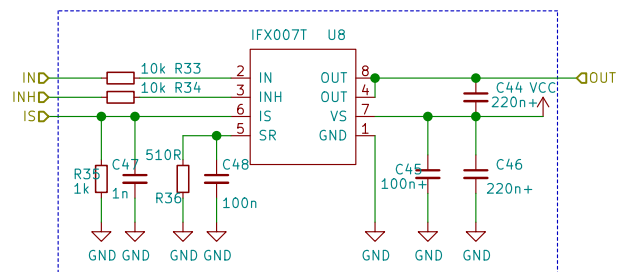 IFX007T U8
10k R33
IN 2 IN OUT 8 OUT
10k R34
C44 VCC
INH 3 INH OUT 4
220n+
IS 6 IS VS 7
5 SR GND 1
510R
C47 C48 C45 C46
R35
1k 1n R36 100n 100n+ 220n+
GND GND GND GND GND GND GND